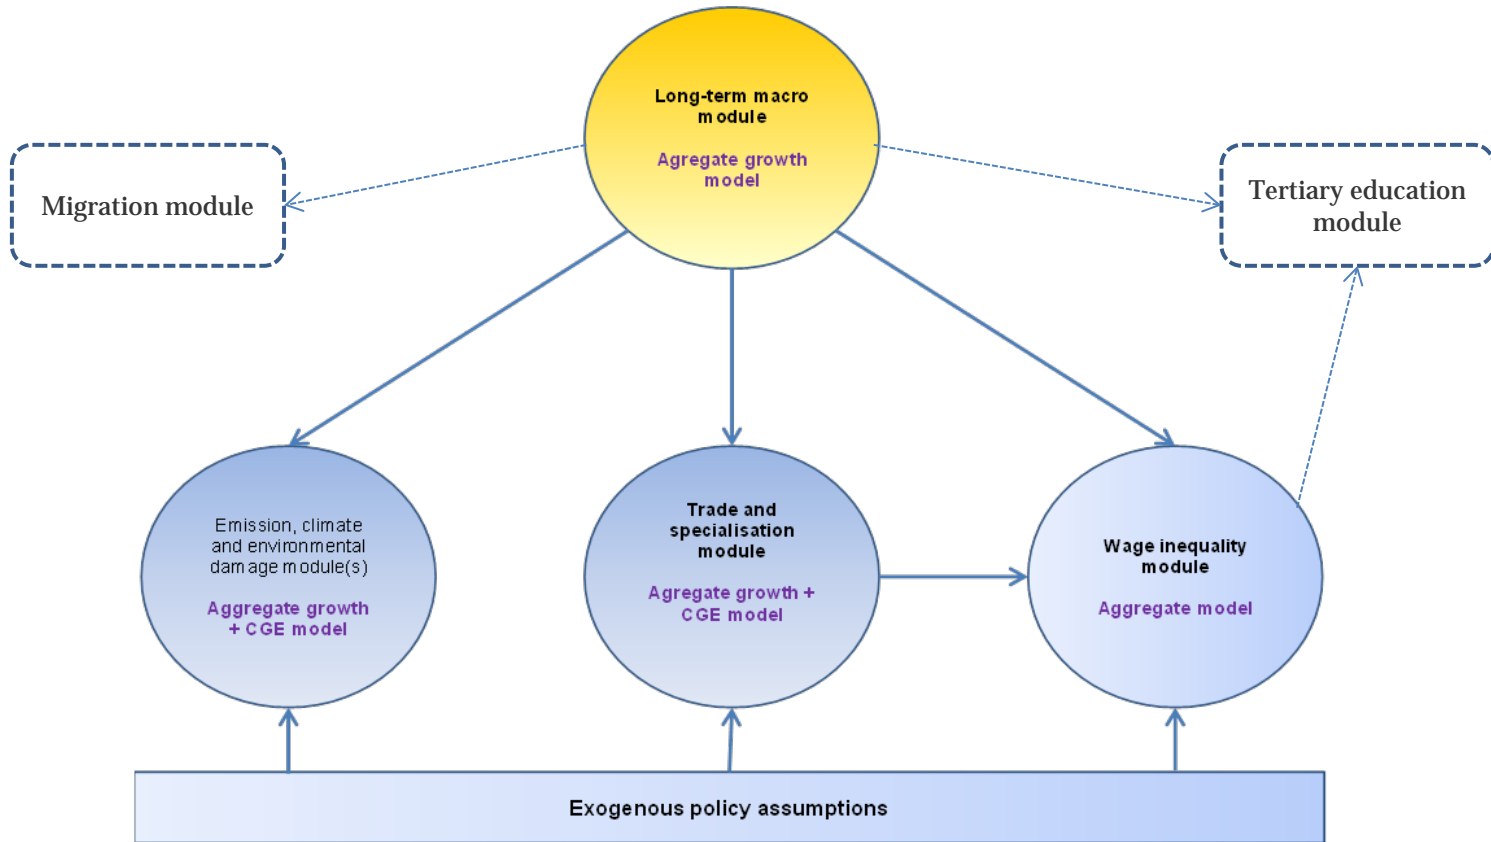 Long-term macro
module
Agregate growth
model
Migration module
Tertiary education
module
Emission, climate
and environmental
damage module(s)
Aggregate growth
+ CGE model
Trade and
specialisation
module
Agregate growth +
CGE model
Wage inequality
module
Aggregate model
Exogenous policy assumptions